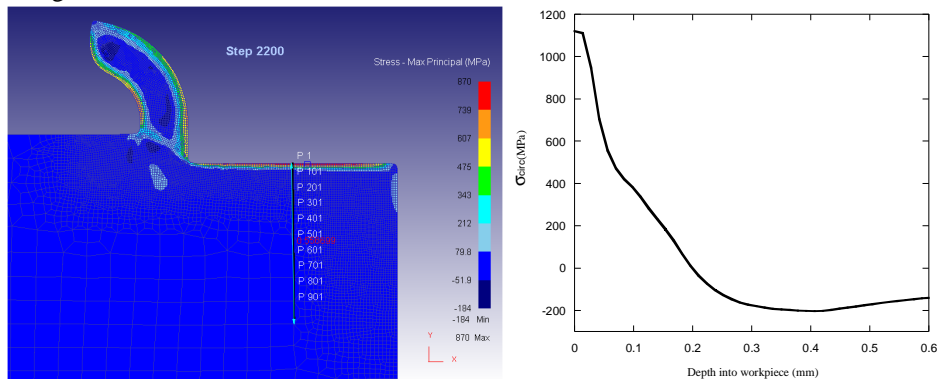 Step 2200
Stress - Max Principal (MPa)
870
739
607
475
343
212
79.8
-51.9
-184
-184 Min
870 Max
P 1
P 101
P 201
P 301
P 401
P 501
P 601
P 701
P 801
P 901
Y
X
1200
1000
800
600
400
200
0
-200
σcirc(MPa)
0 0.1 0.2 0.3 0.4 0.5 0.6
Depth into workpiece (mm)